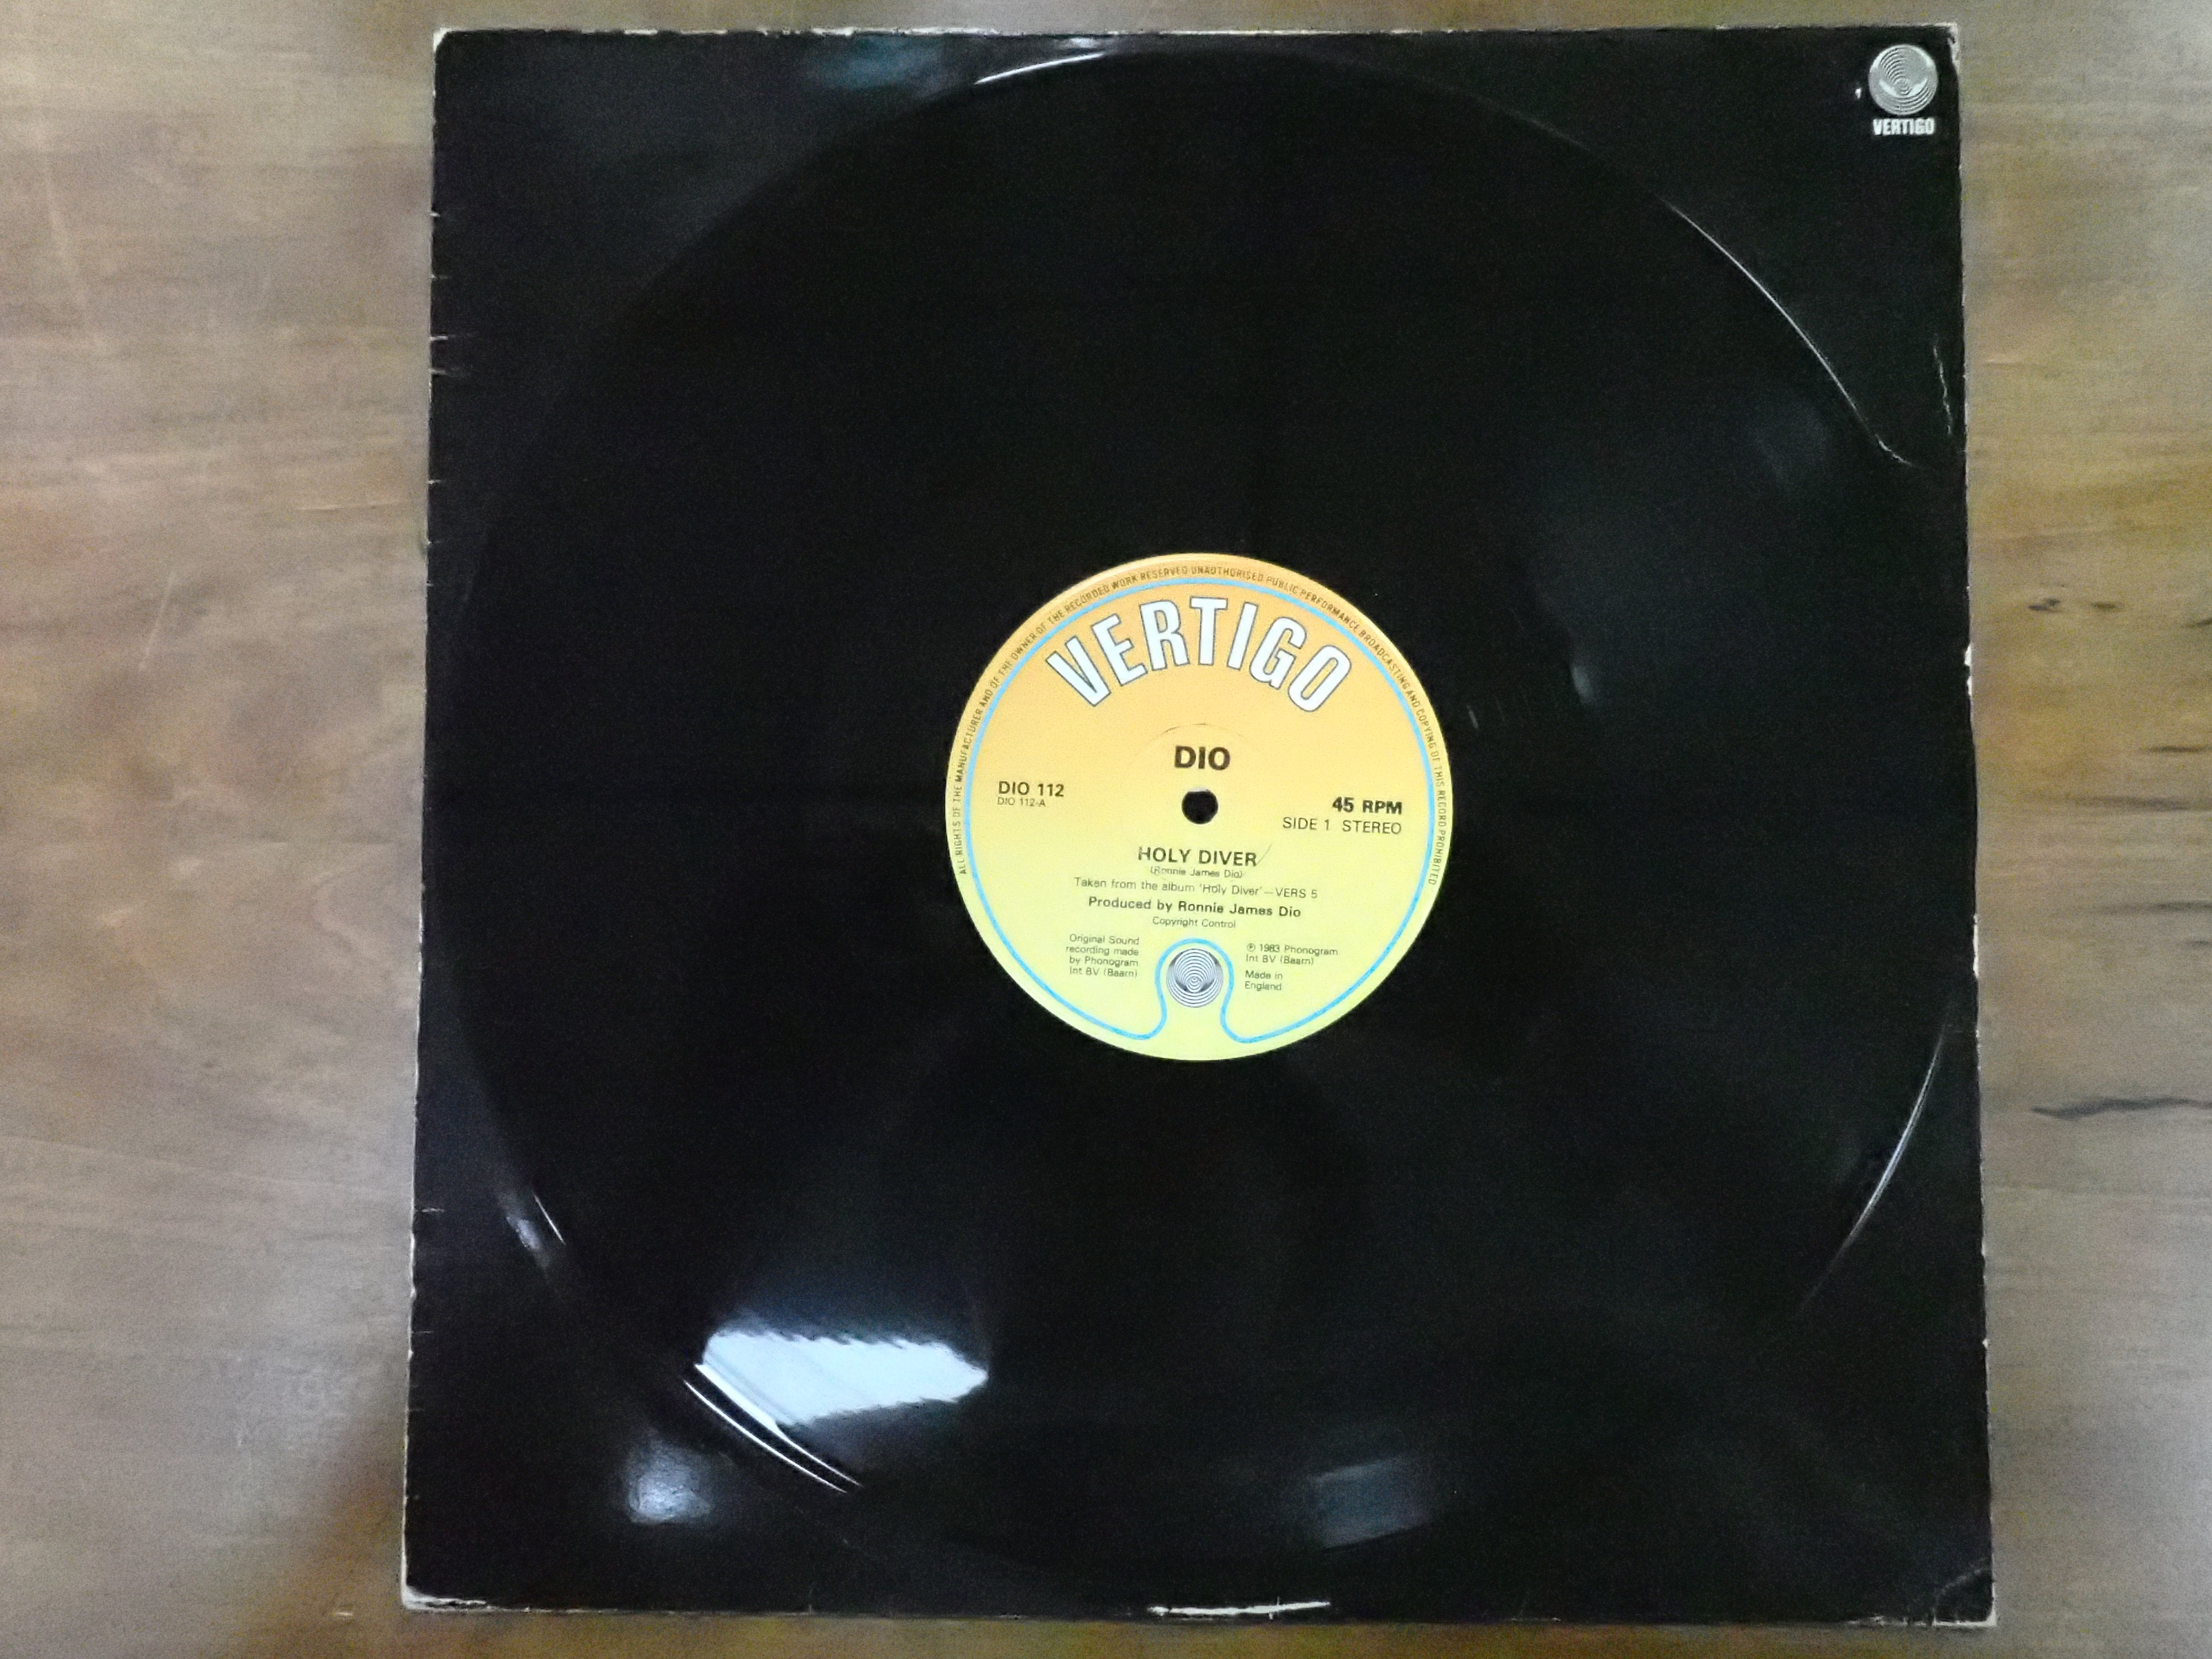 VERTIGO
ALL RIGHTS OF THE MANUFACTURER AND OF THE OWNER OF THE RECORDED WORK RESERVED UNAUTHORISED PUBLIC PERFORMANCE BROADCASTING AND COPYING OF THIS RECORD PROHIBITED
VERTIGO
DIO
DIO 112
DIO 112-A
45 RPM
SIDE 1 STEREO
HOLY DIVER
(Ronnie James Dio)
Taken from the album 'Holy Diver'—VERS 5
Produced by Ronnie James Dio
Copyright Control
Original Sound
recording made
by Phonogram
Int BV (Baarn)
℗ 1983 Phonogram
Int BV (Baarn)
Made in
England